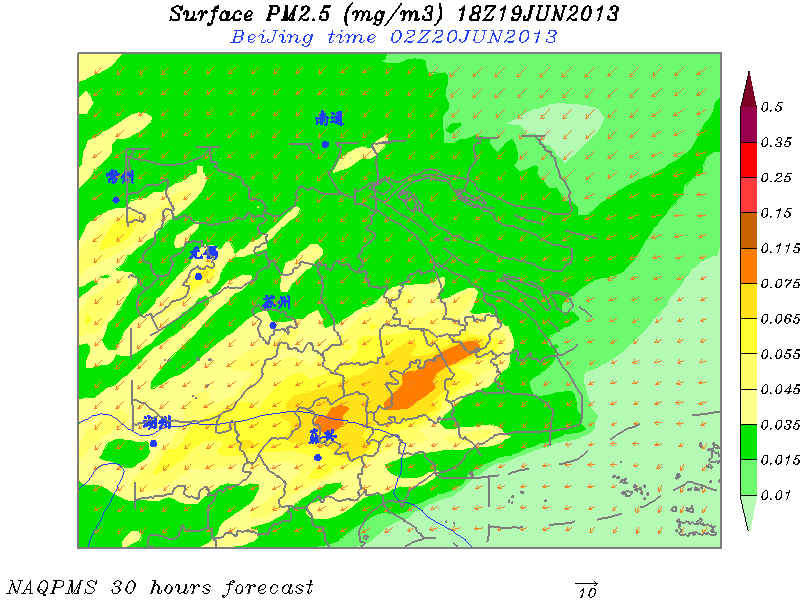 Surface PM2.5 (mg/m3) 18Z19JUN2013
BeiJing time 02Z20JUN2013
南通
常州
无锡
苏州
湖州
嘉兴
0.5
0.35
0.25
0.15
0.115
0.075
0.065
0.055
0.045
0.035
0.015
0.01
NAQPMS 30 hours forecast
10